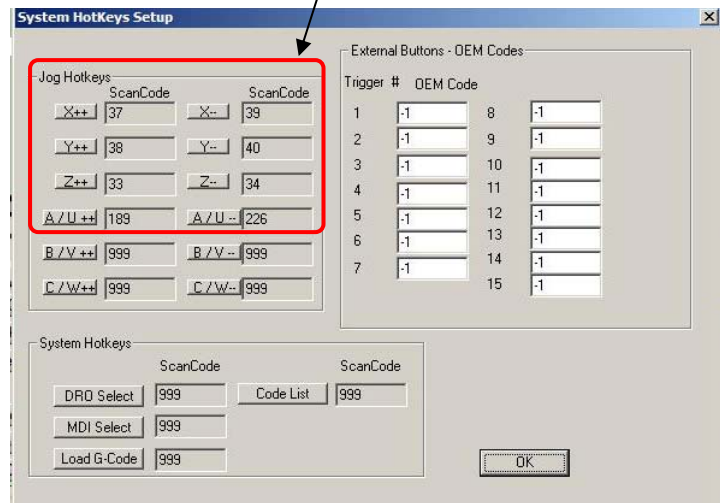 System HotKeys Setup
Jog Hotkeys
ScanCode ScanCode
X++ 37 X-- 39
Y++ 38 Y-- 40
Z++ 33 Z-- 34
A/U++ 189 A/U-- 226
B/V++ 999 B/V-- 999
C/W++ 999 C/W-- 999
External Buttons - OEM Codes
Trigger # OEM Code
1 -1 8 -1
2 -1 9 -1
3 -1 10 -1
4 -1 11 -1
5 -1 12 -1
6 -1 13 -1
7 -1 14 -1
15 -1
System Hotkeys
ScanCode ScanCode
DRO Select 999 Code List 999
MDI Select 999
Load G-Code 999
OK